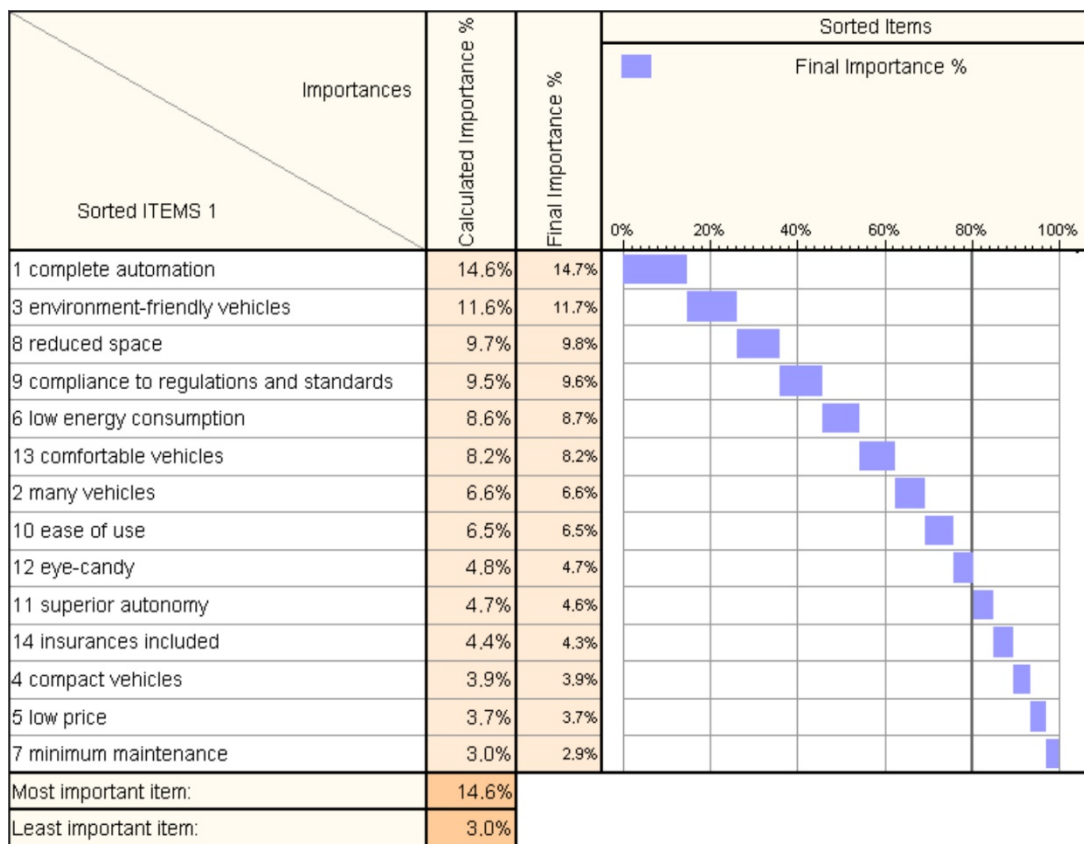 Importances
Sorted ITEMS 1
Calculated Importance %
Final Importance %
Sorted Items
Final Importance %
0% 20% 40% 60% 80% 100%
1 complete automation 14.6% 14.7%
3 environment-friendly vehicles 11.6% 11.7%
8 reduced space 9.7% 9.8%
9 compliance to regulations and standards 9.5% 9.6%
6 low energy consumption 8.6% 8.7%
13 comfortable vehicles 8.2% 8.2%
2 many vehicles 6.6% 6.6%
10 ease of use 6.5% 6.5%
12 eye-candy 4.8% 4.7%
11 superior autonomy 4.7% 4.6%
14 insurances included 4.4% 4.3%
4 compact vehicles 3.9% 3.9%
5 low price 3.7% 3.7%
7 minimum maintenance 3.0% 2.9%
Most important item: 14.6%
Least important item: 3.0%